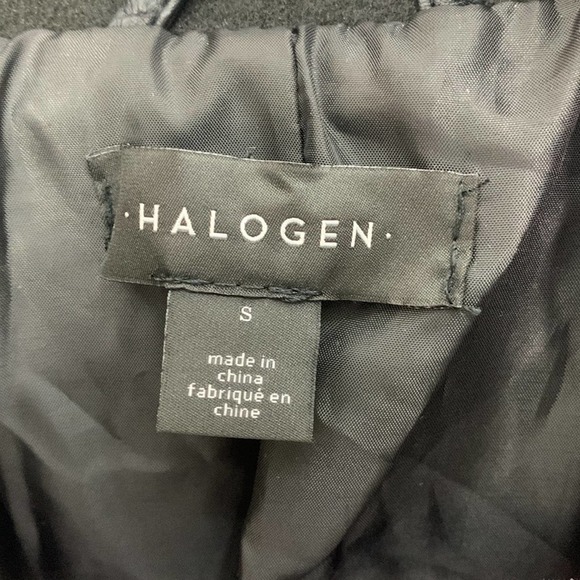 ·HALOGEN·
S
made in
china
fabriqué en
chine